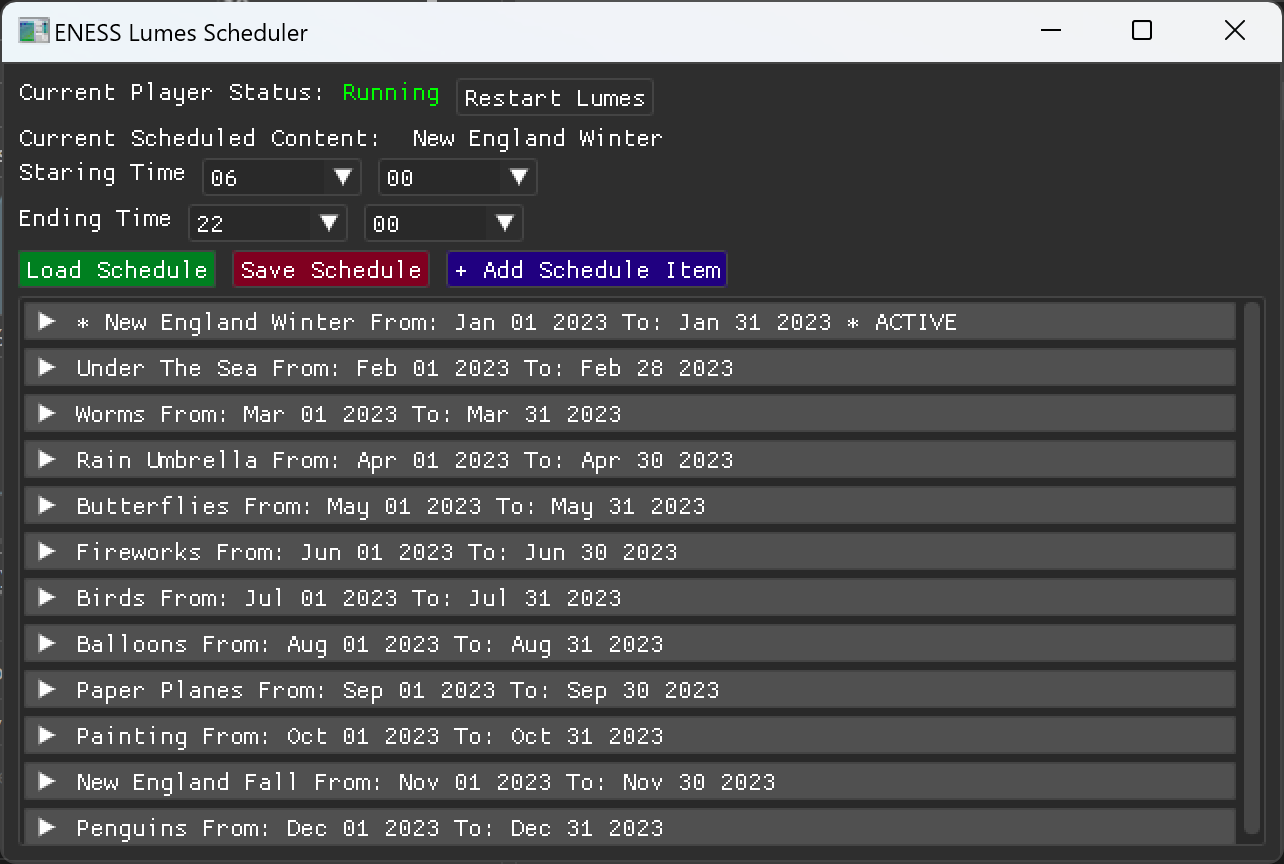 ENESS Lumes Scheduler
Current Player Status: Running Restart Lumes
Current Scheduled Content: New England Winter
Staring Time 06 00
Ending Time 22 00
Load Schedule Save Schedule + Add Schedule Item
* New England Winter From: Jan 01 2023 To: Jan 31 2023 * ACTIVE
Under The Sea From: Feb 01 2023 To: Feb 28 2023
Worms From: Mar 01 2023 To: Mar 31 2023
Rain Umbrella From: Apr 01 2023 To: Apr 30 2023
Butterflies From: May 01 2023 To: May 31 2023
Fireworks From: Jun 01 2023 To: Jun 30 2023
Birds From: Jul 01 2023 To: Jul 31 2023
Balloons From: Aug 01 2023 To: Aug 31 2023
Paper Planes From: Sep 01 2023 To: Sep 30 2023
Painting From: Oct 01 2023 To: Oct 31 2023
New England Fall From: Nov 01 2023 To: Nov 30 2023
Penguins From: Dec 01 2023 To: Dec 31 2023